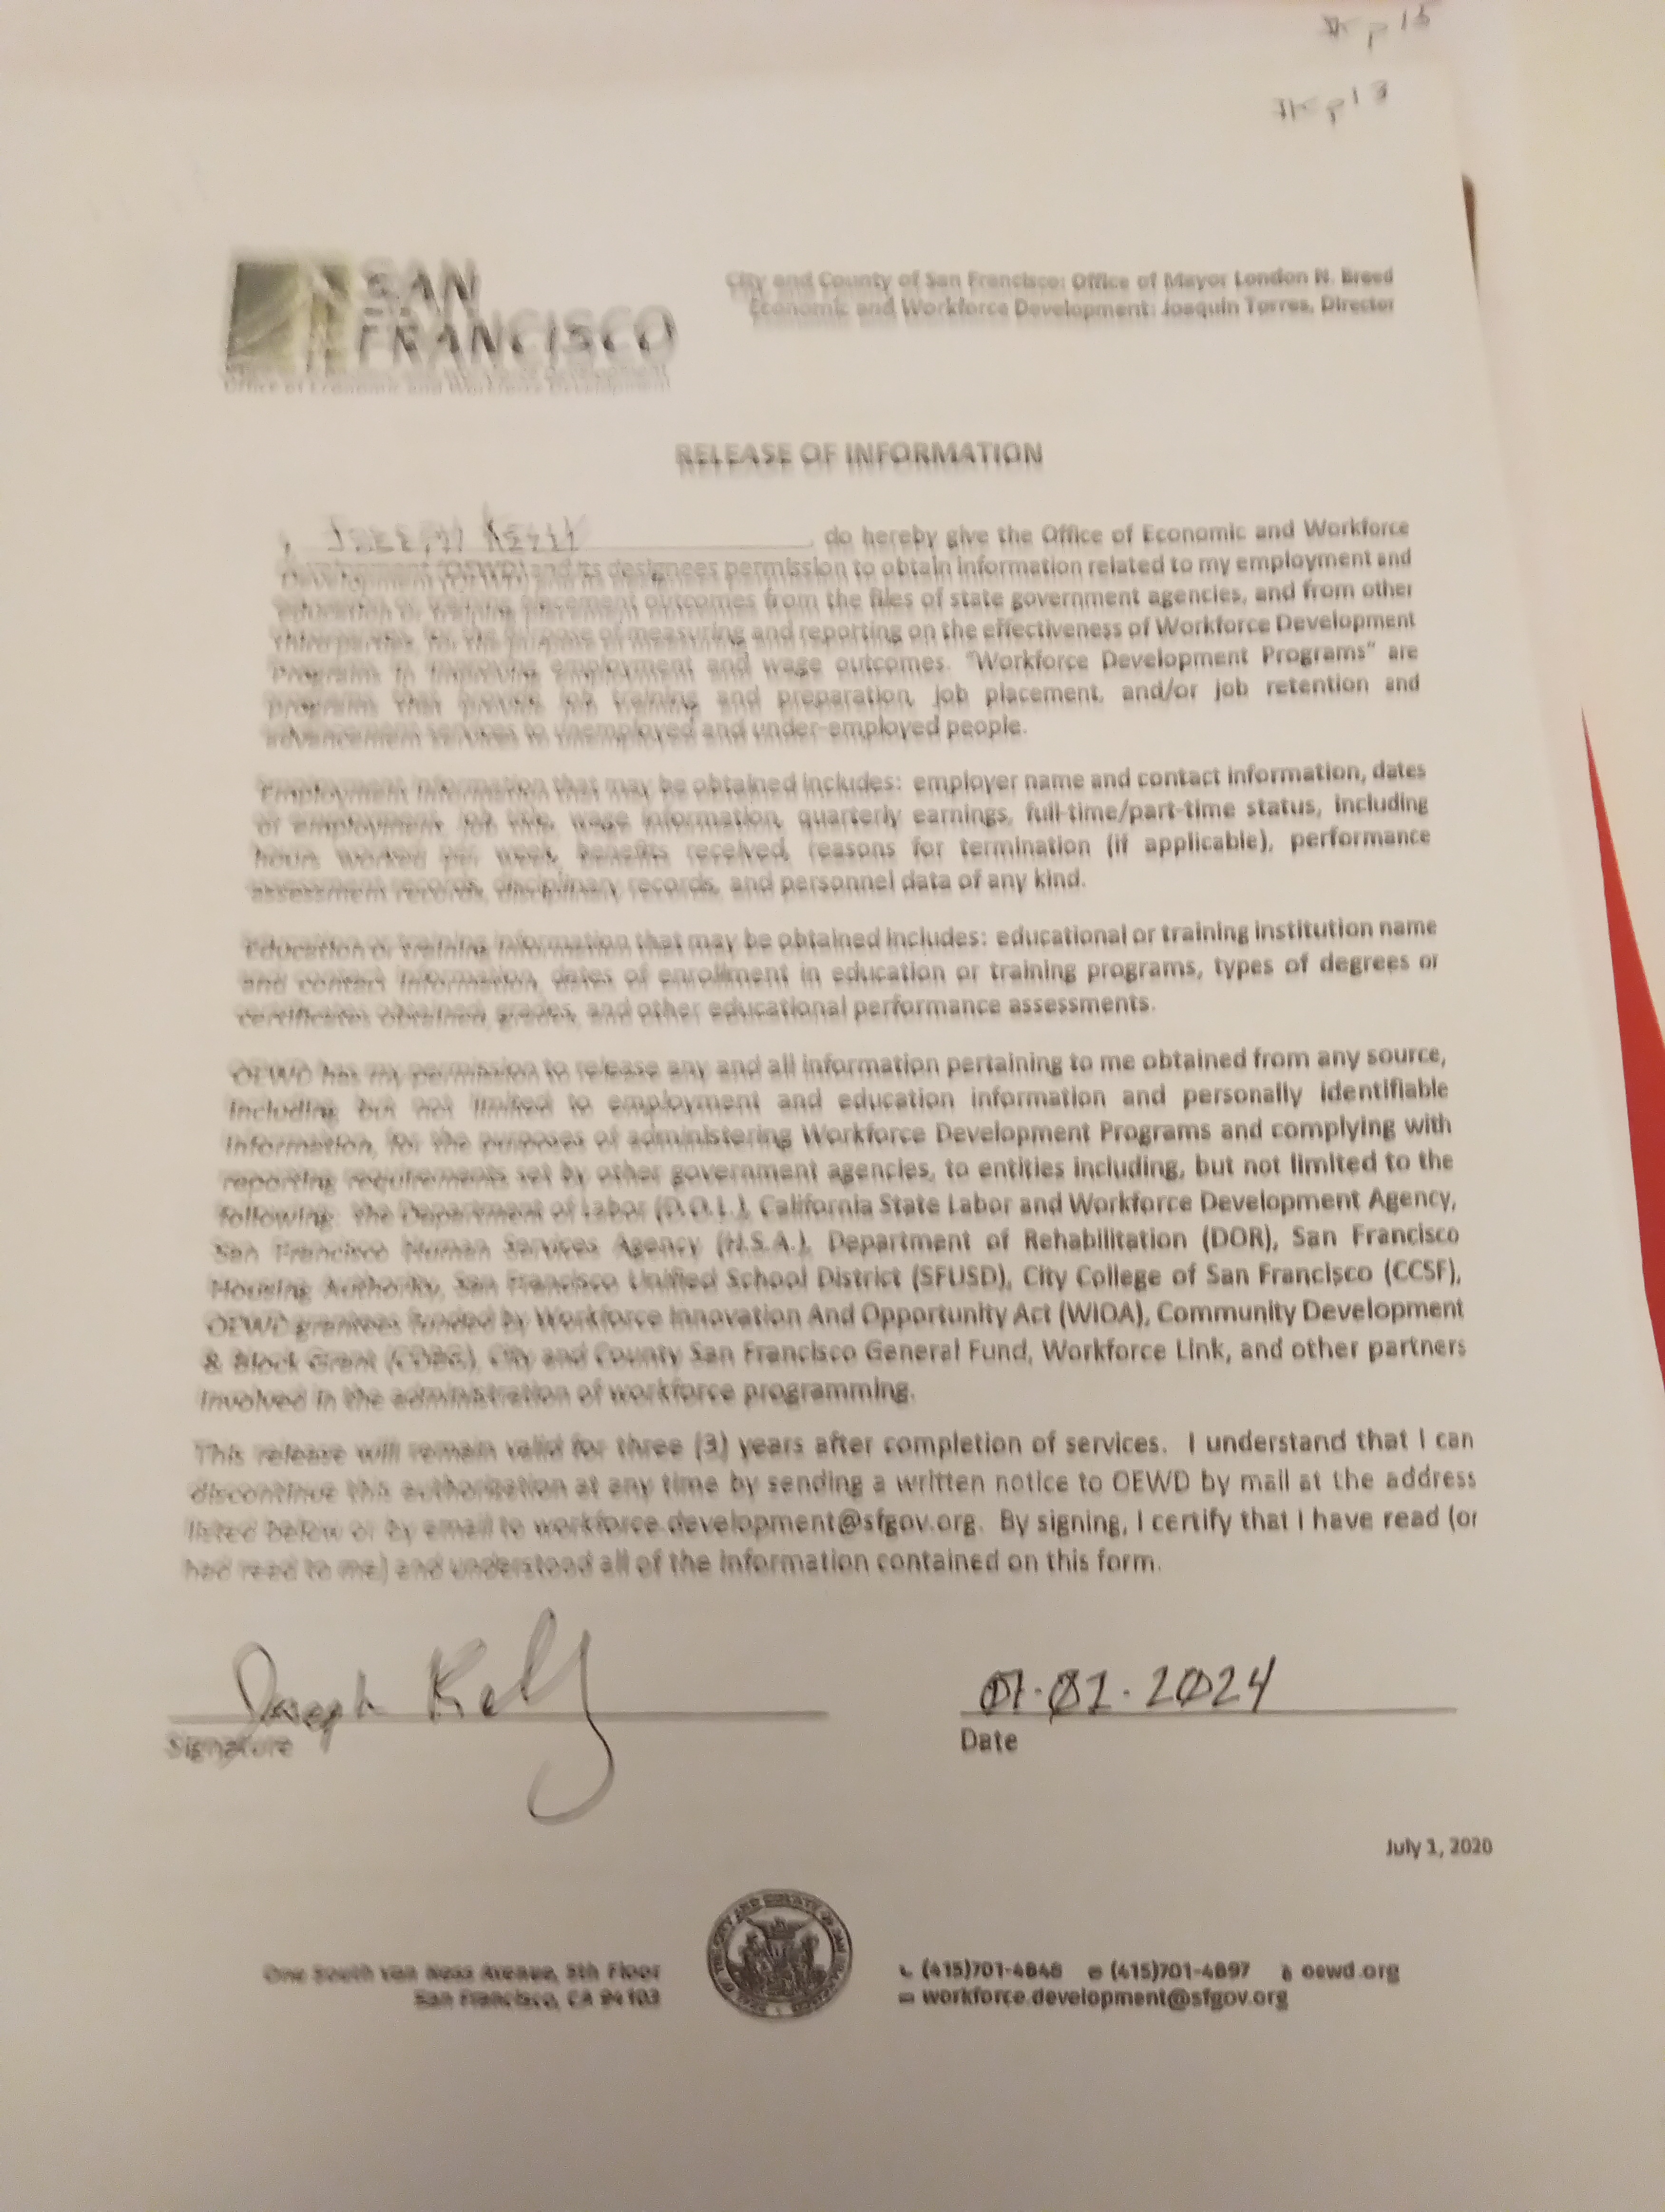 JK p 15
JK p 13
SAN
FRANCISCO
Office of Economic and Workforce Development
City and County of San Francisco: Office of Mayor London N. Breed
Economic and Workforce Development: Joaquin Torres, Director
RELEASE OF INFORMATION
I, JOSEPH KELLY, do hereby give the Office of Economic and Workforce
Development (OEWD) and its designees permission to obtain information related to my employment and
education or training placement outcomes from the files of state government agencies, and from other
third parties, for the purpose of measuring and reporting on the effectiveness of Workforce Development
Programs in improving employment and wage outcomes. “Workforce Development Programs” are
programs that provide job training and preparation, job placement, and/or job retention and
advancement services to unemployed and under-employed people.
Employment information that may be obtained includes: employer name and contact information, dates
of employment, job title, wage information, quarterly earnings, full-time/part-time status, including
hours worked per week, benefits received, reasons for termination (if applicable), performance
assessment records, disciplinary records, and personnel data of any kind.
Education or training information that may be obtained includes: educational or training institution name
and contact information, dates of enrollment in education or training programs, types of degrees or
certificates obtained, grades, and other educational performance assessments.
OEWD has my permission to release any and all information pertaining to me obtained from any source,
including but not limited to employment and education information and personally identifiable
information, for the purposes of administering Workforce Development Programs and complying with
reporting requirements set by other government agencies, to entities including, but not limited to the
following: the Department of Labor (D.O.L.), California State Labor and Workforce Development Agency,
San Francisco Human Services Agency (H.S.A.), Department of Rehabilitation (DOR), San Francisco
Housing Authority, San Francisco Unified School District (SFUSD), City College of San Francisco (CCSF),
OEWD grantees funded by Workforce Innovation And Opportunity Act (WIOA), Community Development
& Block Grant (CDBG), City and County San Francisco General Fund, Workforce Link, and other partners
involved in the administration of workforce programming.
This release will remain valid for three (3) years after completion of services. I understand that I can
discontinue this authorization at any time by sending a written notice to OEWD by mail at the address
listed below or by email to workforce.development@sfgov.org. By signing, I certify that I have read (or
had read to me) and understood all of the information contained on this form.
Joseph Kelly
07.01.2024
Signature
Date
July 1, 2020
One South Van Ness Avenue, 5th Floor
San Francisco, CA 94103
SEAL OF THE CITY AND COUNTY OF SAN FRANCISCO
(415)701-4848 (415)701-4897 oewd.org
workforce.development@sfgov.org